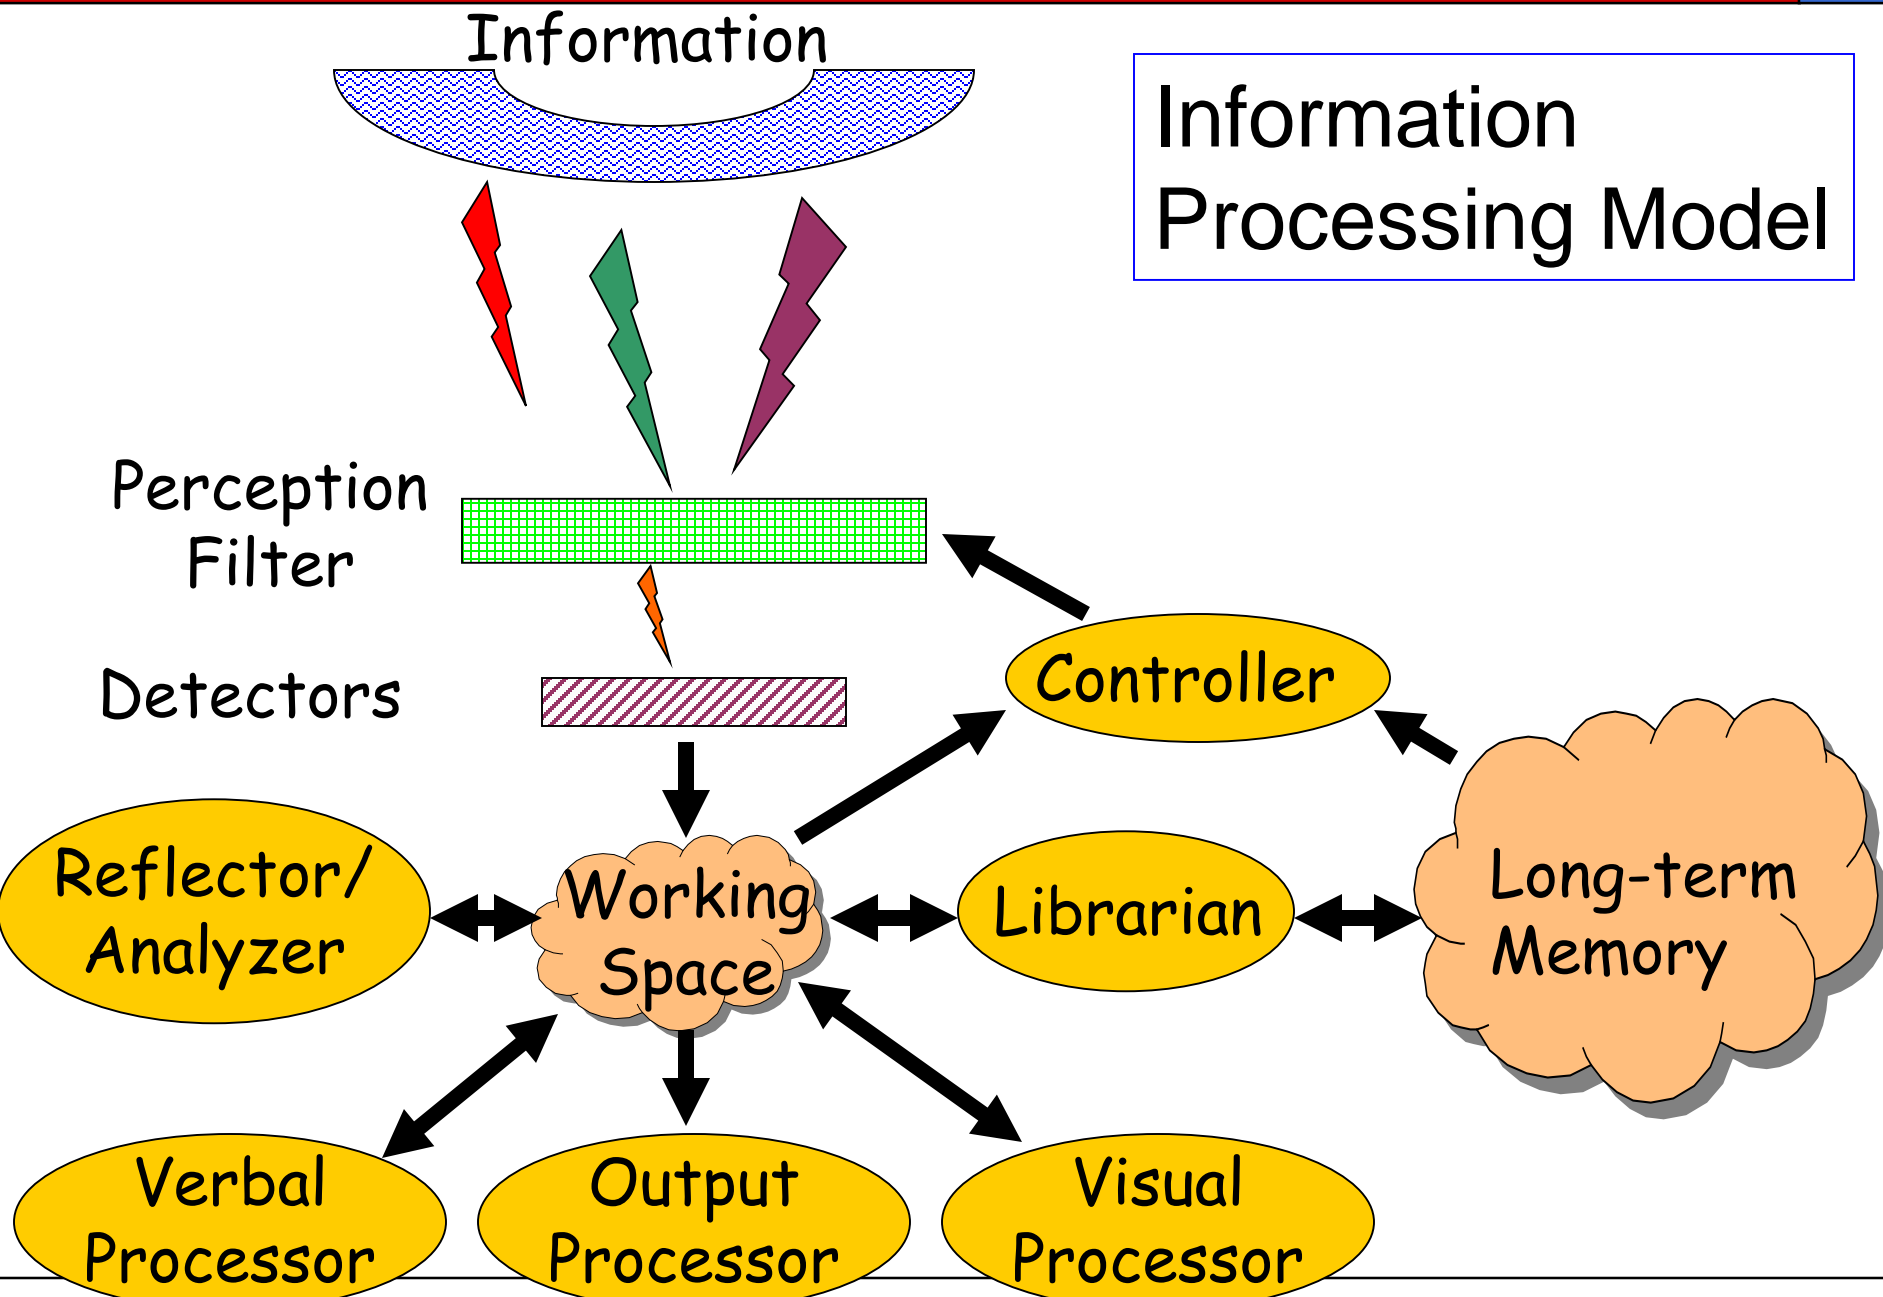 Information
Information
Processing Model
Perception
Filter
Detectors
Controller
Reflector/
Analyzer
Working
Space
Librarian
Long-term
Memory
Verbal
Processor
Output
Processor
Visual
Processor